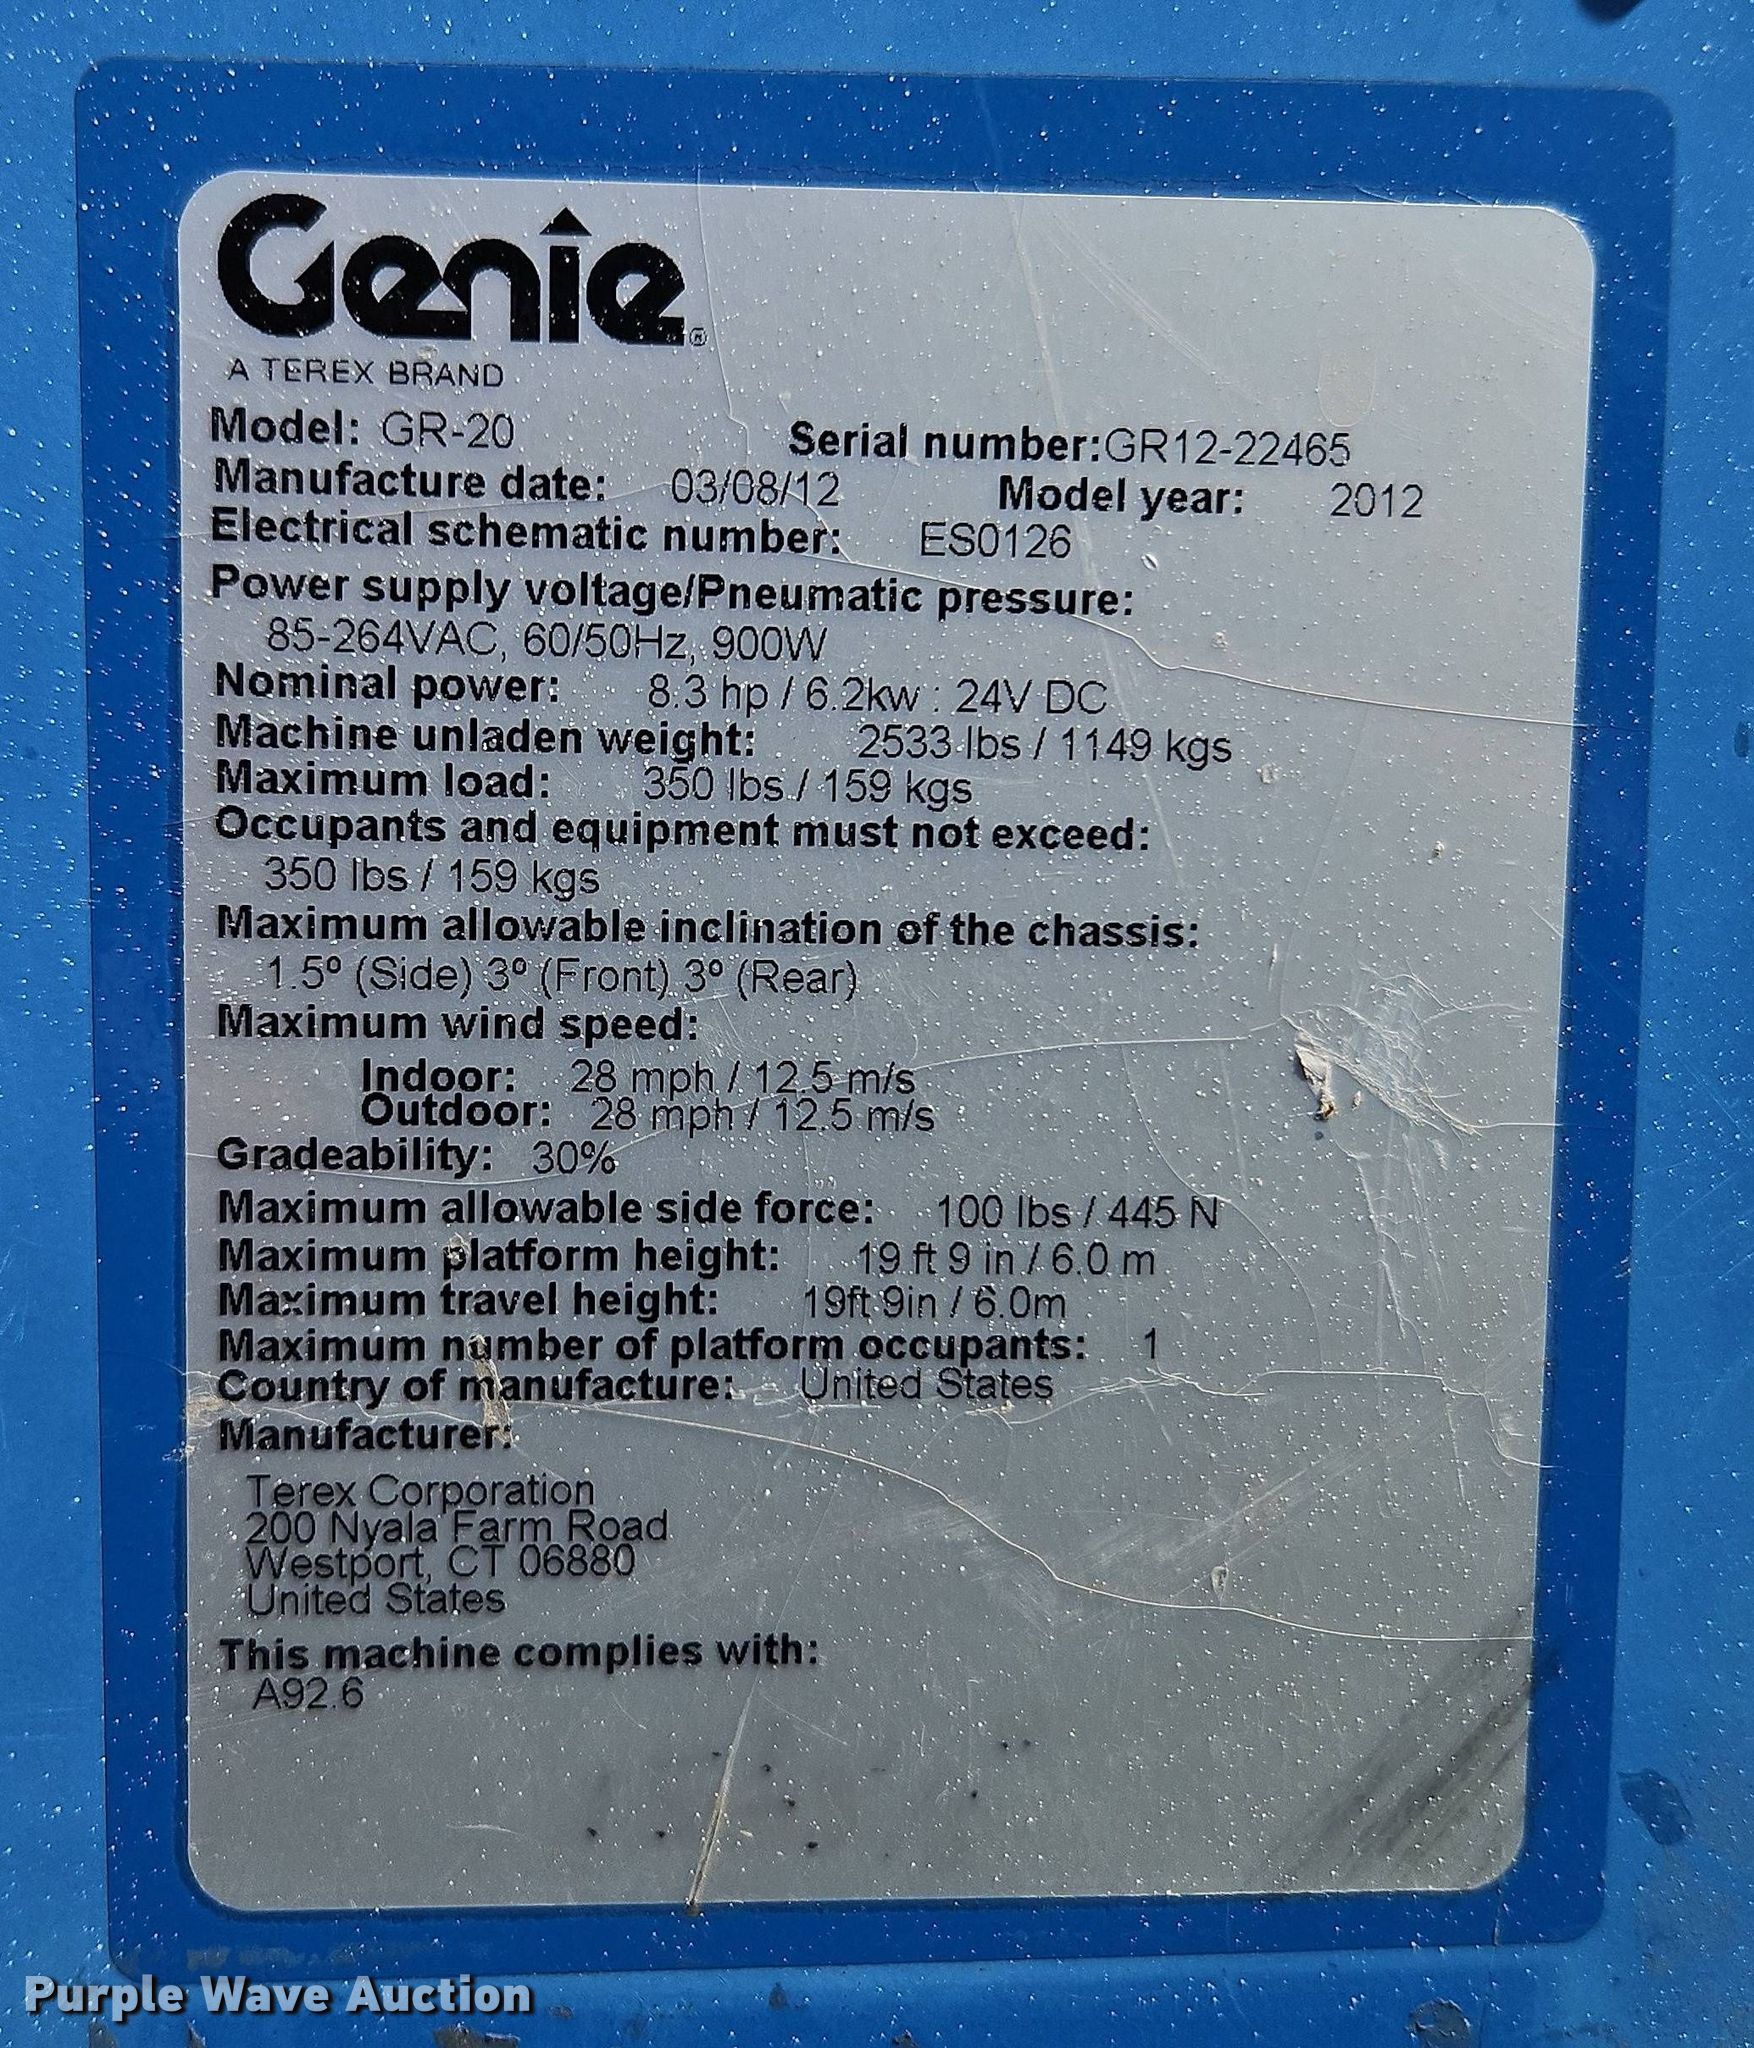 Genie®
A TEREX BRAND
Model: GR-20 Serial number:GR12-22465
Manufacture date: 03/08/12 Model year: 2012
Electrical schematic number: ES0126
Power supply voltage/Pneumatic pressure:
85-264VAC, 60/50Hz, 900W
Nominal power: 8.3 hp / 6.2kw : 24V DC
Machine unladen weight: 2533 lbs / 1149 kgs
Maximum load: 350 lbs / 159 kgs
Occupants and equipment must not exceed:
350 lbs / 159 kgs
Maximum allowable inclination of the chassis:
1.5º (Side) 3º (Front) 3º (Rear)
Maximum wind speed:
Indoor: 28 mph / 12.5 m/s
Outdoor: 28 mph / 12.5 m/s
Gradeability: 30%
Maximum allowable side force: 100 lbs / 445 N
Maximum platform height: 19 ft 9 in / 6.0 m
Maximum travel height: 19ft 9in / 6.0m
Maximum number of platform occupants: 1
Country of manufacture: United States
Manufacturer:
Terex Corporation
200 Nyala Farm Road
Westport, CT 06880
United States
This machine complies with:
A92.6
Purple Wave Auction